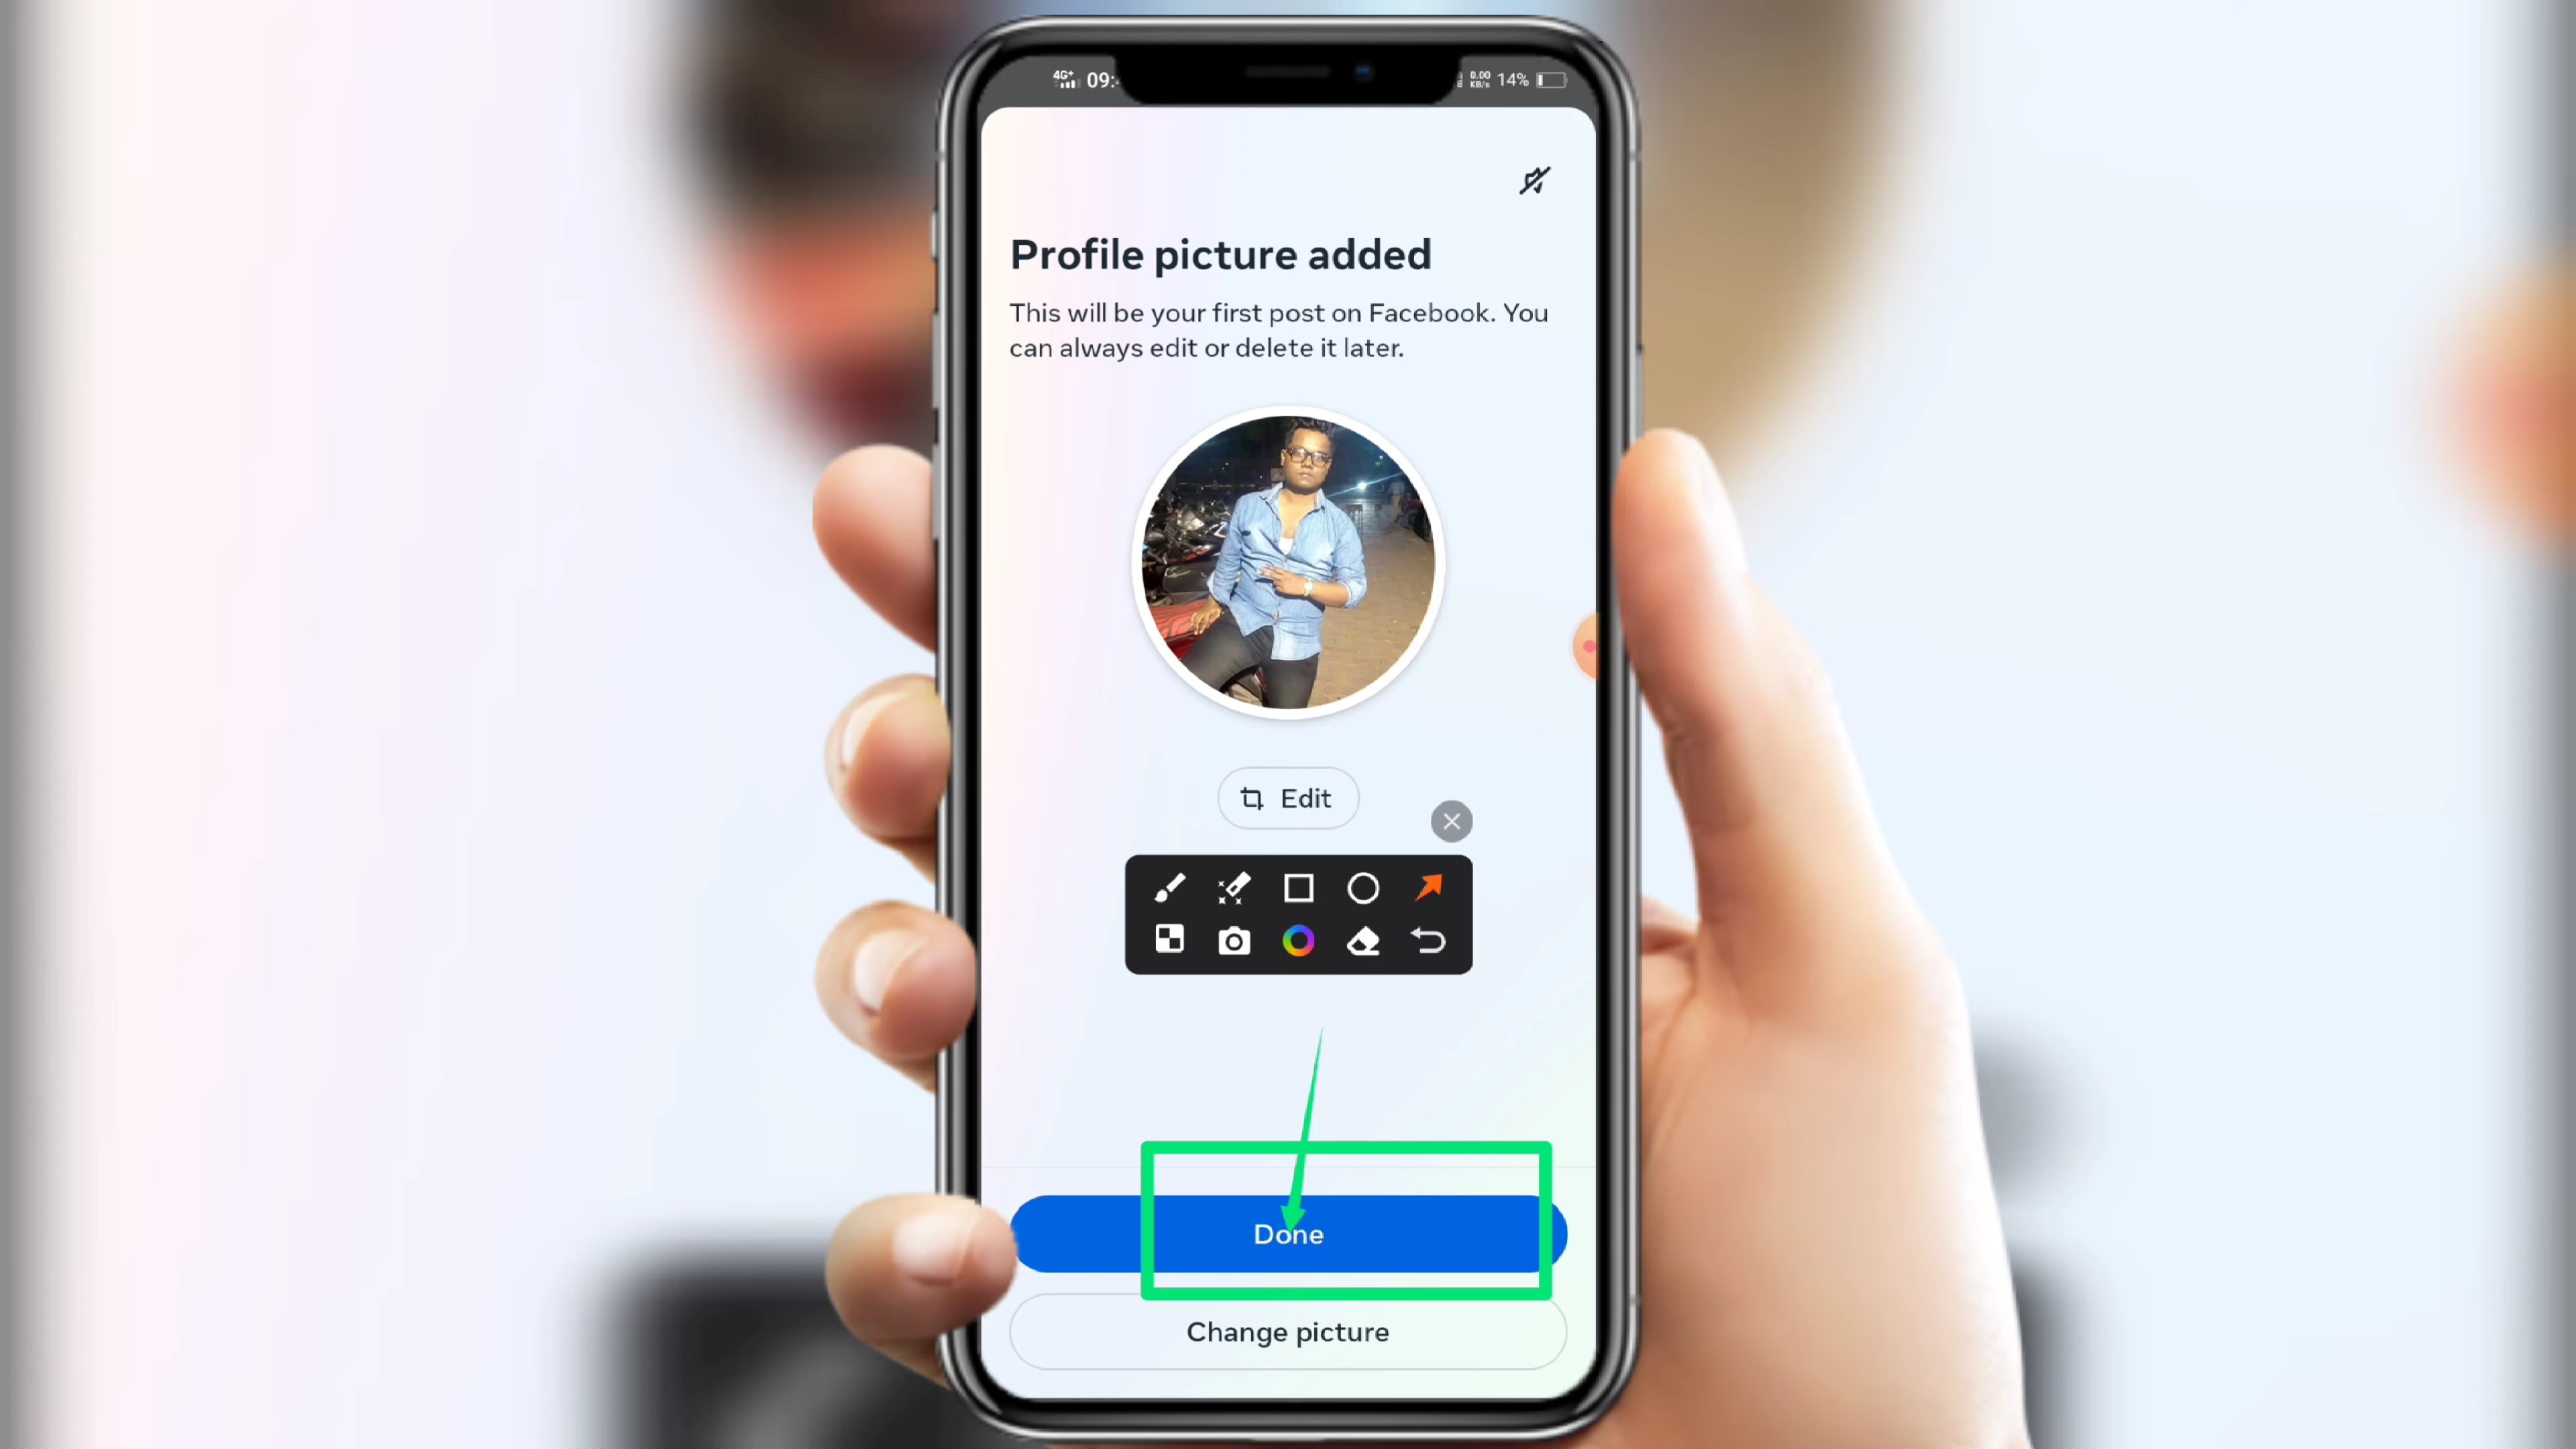 4G+ 09:
0.00 KB/s 14%
Profile picture added
This will be your first post on Facebook. You
can always edit or delete it later.
Edit
Done
Change picture